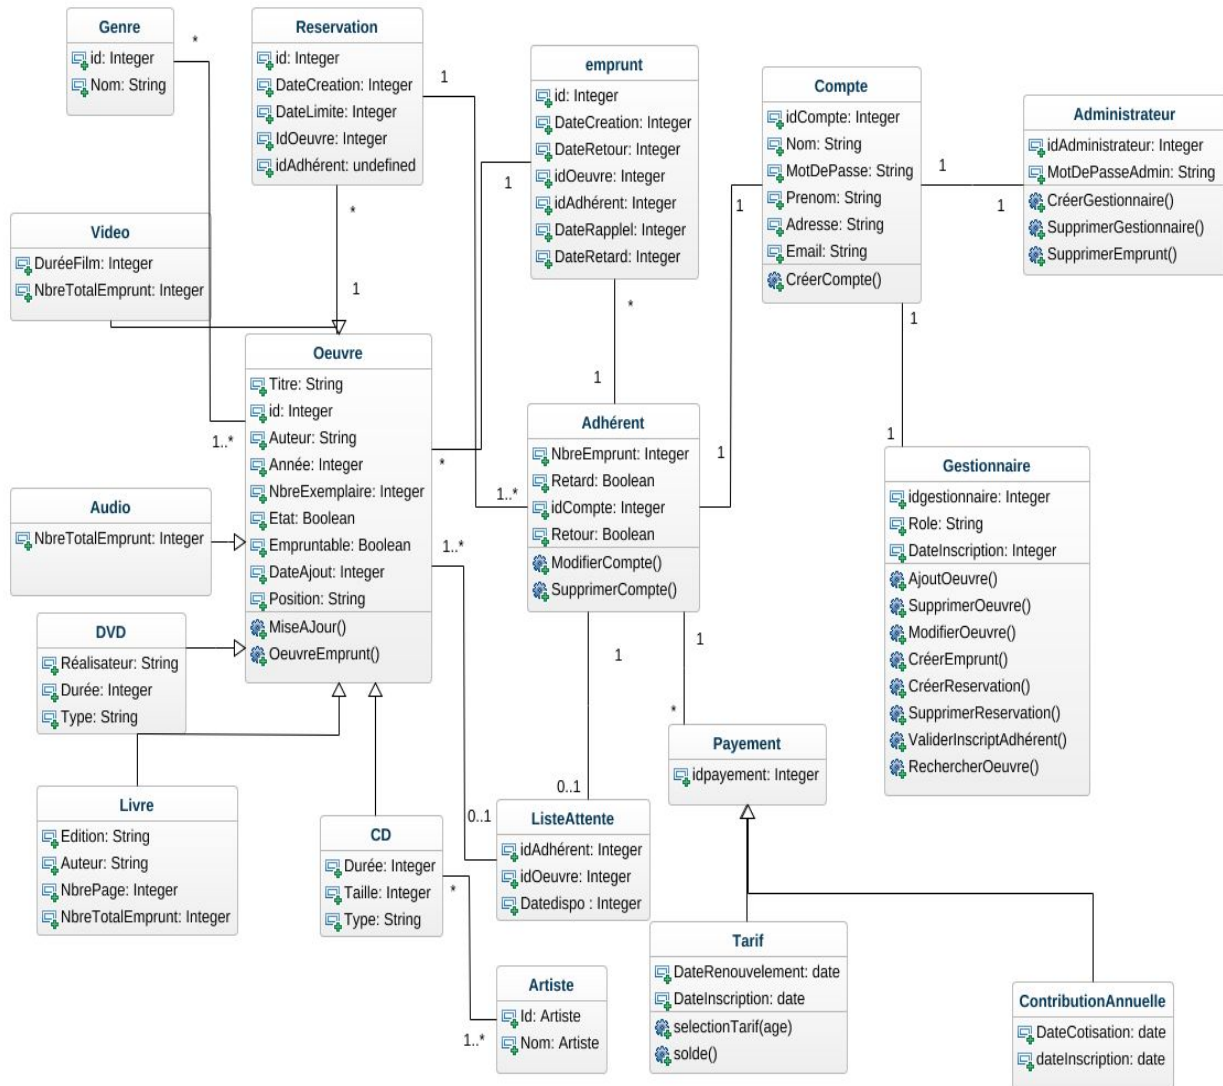 Genre
id: Integer
Nom: String
*
Reservation
id: Integer
DateCreation: Integer
DateLimite: Integer
IdOeuvre: Integer
idAdhérent: undefined
1
*
1
emprunt
id: Integer
DateCreation: Integer
DateRetour: Integer
idOeuvre: Integer
idAdhérent: Integer
DateRapplel: Integer
DateRetard: Integer
1
*
1
Compte
idCompte: Integer
Nom: String
MotDePasse: String
Prenom: String
Adresse: String
Email: String
CréerCompte()
1
1
1
1
Administrateur
idAdministrateur: Integer
MotDePasseAdmin: String
CréerGestionnaire()
SupprimerGestionnaire()
SupprimerEmprunt()
Video
DuréeFilm: Integer
NbreTotalEmprunt: Integer
Oeuvre
Titre: String
id: Integer
Auteur: String
Année: Integer
NbreExemplaire: Integer
Etat: Boolean
Empruntable: Boolean
DateAjout: Integer
Position: String
MiseAJour()
OeuvreEmprunt()
1..*
*
1..*
Adhérent
NbreEmprunt: Integer
Retard: Boolean
idCompte: Integer
Retour: Boolean
ModifierCompte()
SupprimerCompte()
1..*
1
1
1
1
Gestionnaire
idgestionnaire: Integer
Role: String
DateInscription: Integer
AjoutOeuvre()
SupprimerOeuvre()
ModifierOeuvre()
CréerEmprunt()
CréerReservation()
SupprimerReservation()
ValiderInscriptAdhérent()
RechercherOeuvre()
Audio
NbreTotalEmprunt: Integer
DVD
Réalisateur: String
Durée: Integer
Type: String
Livre
Edition: String
Auteur: String
NbrePage: Integer
NbreTotalEmprunt: Integer
CD
Durée: Integer
Taille: Integer
Type: String
*
0..1
0..1
ListeAttente
idAdhérent: Integer
idOeuvre: Integer
Datedispo : Integer
*
Payement
idpayement: Integer
Artiste
Id: Artiste
Nom: Artiste
1..*
Tarif
DateRenouvelement: date
DateInscription: date
selectionTarif(age)
solde()
ContributionAnnuelle
DateCotisation: date
dateInscription: date